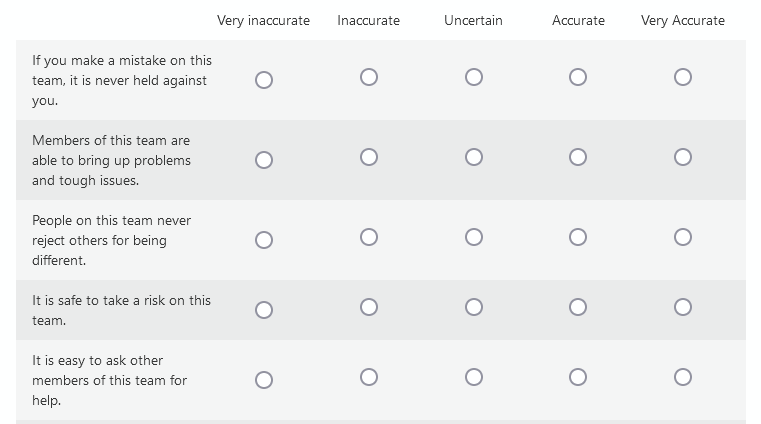 Very inaccurate Inaccurate Uncertain Accurate Very Accurate
If you make a mistake on this
team, it is never held against
you.
Members of this team are
able to bring up problems
and tough issues.
People on this team never
reject others for being
different.
It is safe to take a risk on this
team.
It is easy to ask other
members of this team for
help.